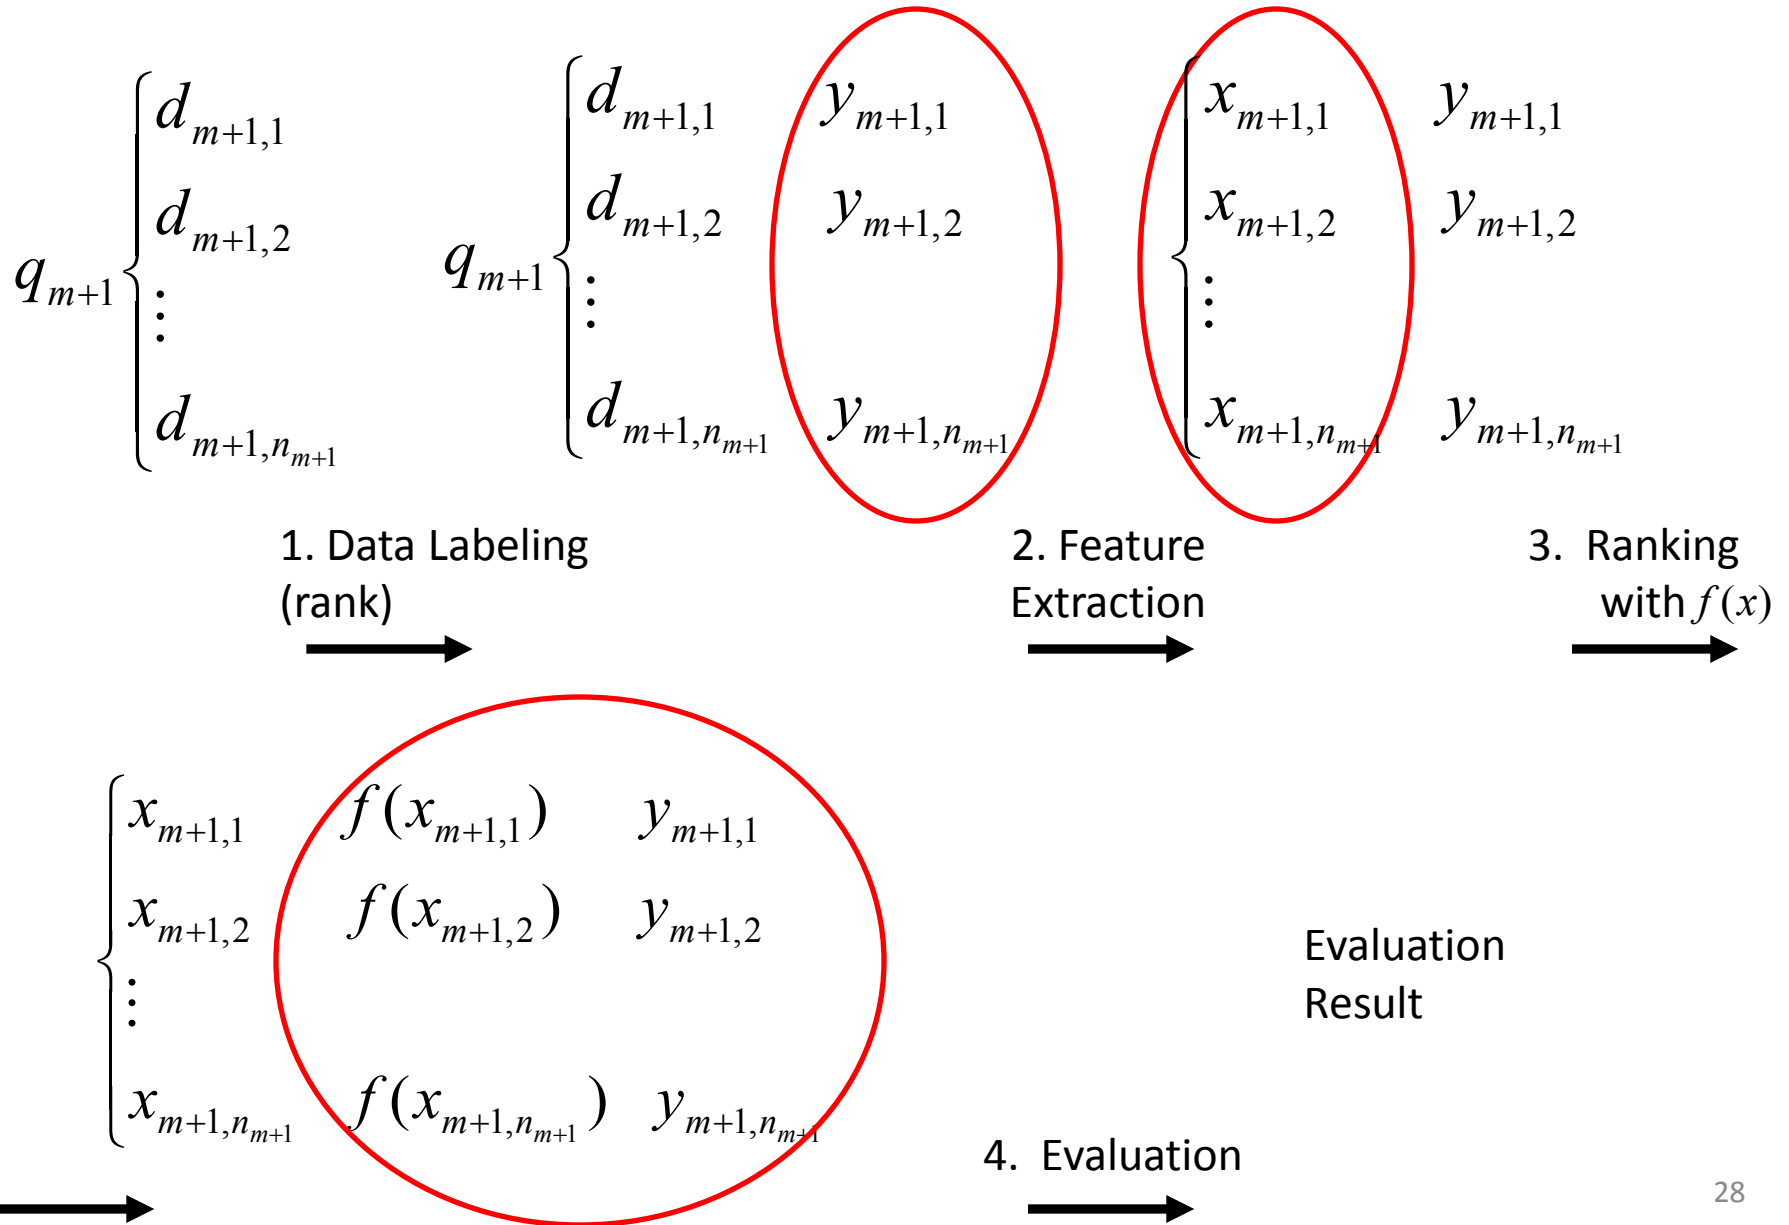 q_{m+1} { d_{m+1,1}
d_{m+1,2}
⋮
d_{m+1,n_{m+1}}
q_{m+1} { d_{m+1,1} y_{m+1,1}
d_{m+1,2} y_{m+1,2}
⋮
d_{m+1,n_{m+1}} y_{m+1,n_{m+1}}
{ x_{m+1,1} y_{m+1,1}
x_{m+1,2} y_{m+1,2}
⋮
x_{m+1,n_{m+1}} y_{m+1,n_{m+1}}
1. Data Labeling
(rank)
2. Feature
Extraction
3. Ranking
with f(x)
{ x_{m+1,1} f(x_{m+1,1}) y_{m+1,1}
x_{m+1,2} f(x_{m+1,2}) y_{m+1,2}
⋮
x_{m+1,n_{m+1}} f(x_{m+1,n_{m+1}}) y_{m+1,n_{m+1}}
4. Evaluation
Evaluation
Result
28